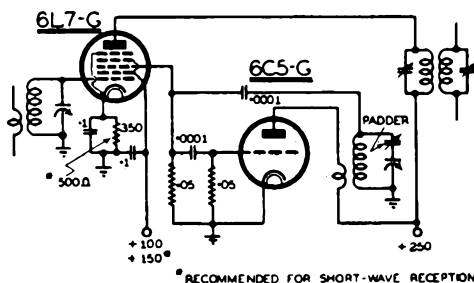 6L7-G
6C5-G
.0001
PADDER
.1
350
.0001
.1
* 500Ω
.05
.05
+100
+150*
+250
*RECOMMENDED FOR SHORT-WAVE RECEPTION